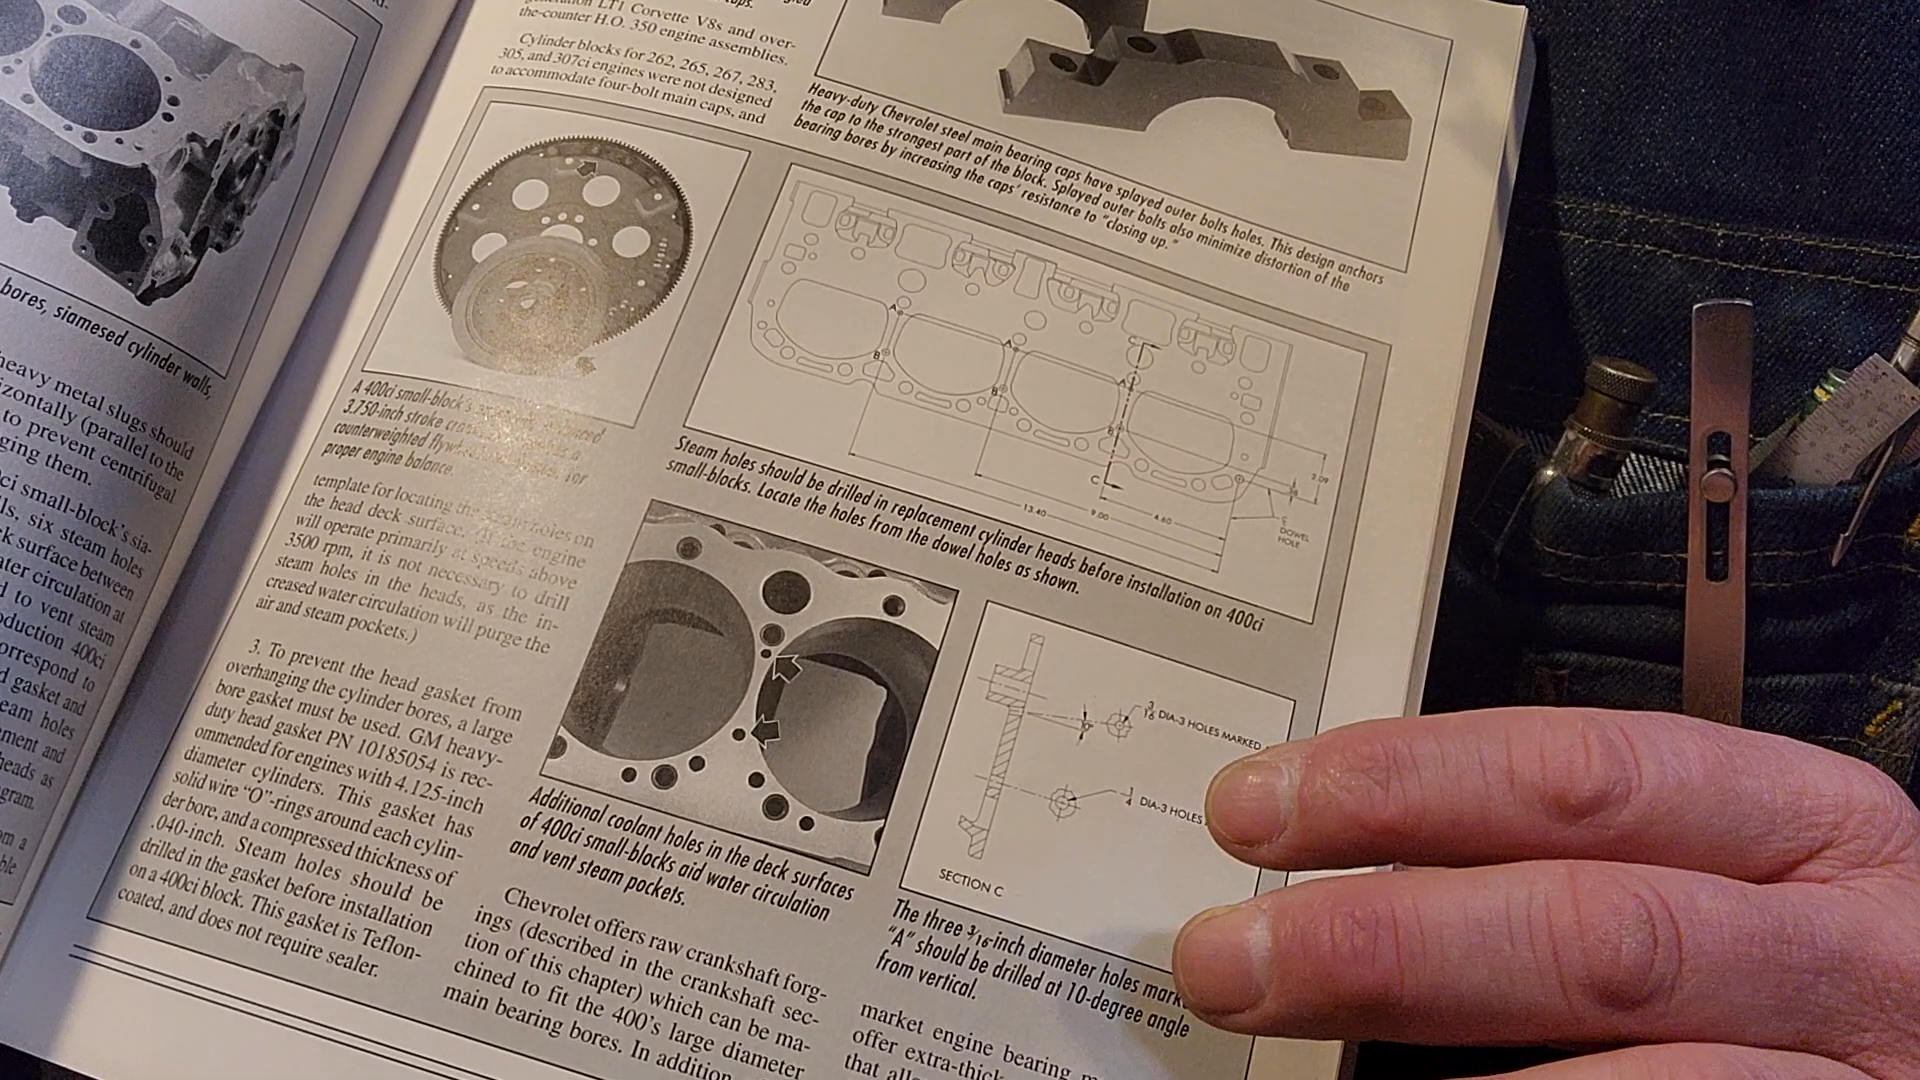 bores, siamesed cylinder walls,
heavy metal slugs should
(parallel to the
to prevent centrifugal
them.
small-block's
six steam holes
surface between
circulation at
to vent steam
400ci
to
gasket and
holes
and
as
generation LT1 Corvette V8s and over-
the-counter H.O. 350 engine assemblies.
Cylinder blocks for 262, 265, 267, 283,
305, and 307ci engines were not designed
to accommodate four-bolt main caps, and
A 400ci small-block's
3.750-inch stroke
counterweighted
proper engine balance.
template for locating the steam holes on
the head deck surface. (If the engine
will operate primarily at speeds above
3500 rpm, it is not necessary to drill
steam holes in the heads, as the in-
creased water circulation will purge the
air and steam pockets.)
3. To prevent the head gasket from
overhanging the cylinder bores, a large
bore gasket must be used. GM heavy-
duty head gasket PN 10185054 is rec-
ommended for engines with 4.125-inch
diameter cylinders. This gasket has
solid wire "O"-rings around each cylin-
der bore, and a compressed thickness of
.040-inch. Steam holes should be
drilled in the gasket before installation
on a 400ci block. This gasket is Teflon-
coated, and does not require sealer.
Heavy-duty Chevrolet steel main bearing caps have splayed outer bolts holes. This design anchors
the cap to the strongest part of the block. Splayed outer bolts also minimize distortion of the
bearing bores by increasing the caps' resistance to "closing up."
A
A
A
B
B
B
C
13.40
9.00
4.60
2.09
DOWEL
HOLE
Steam holes should be drilled in replacement cylinder heads before installation on 400ci
small-blocks. Locate the holes from the dowel holes as shown.
Additional coolant holes in the deck surfaces
of 400ci small-blocks aid water circulation
and vent steam pockets.
Chevrolet offers raw crankshaft forg-
ings (described in the crankshaft sec-
tion of this chapter) which can be ma-
chined to fit the 400's large diameter
main bearing bores. In addition
10°
3/16 DIA-3 HOLES MARKED
1/4 DIA-3 HOLES
SECTION C
The three 3/16-inch diameter holes
"A" should be drilled at 10-degree angle
from vertical.
market engine bearing
offer extra-thick
that